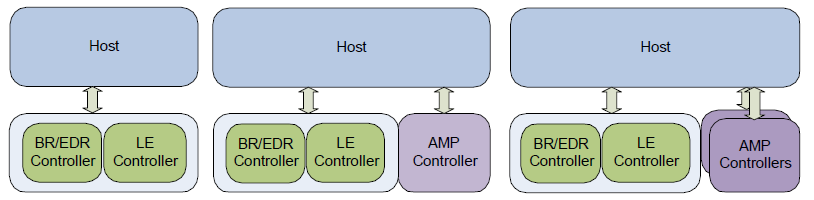 Host
Host
Host
BR/EDR
Controller
LE
Controller
BR/EDR
Controller
LE
Controller
AMP
Controller
BR/EDR
Controller
LE
Controller
AMP
Controllers